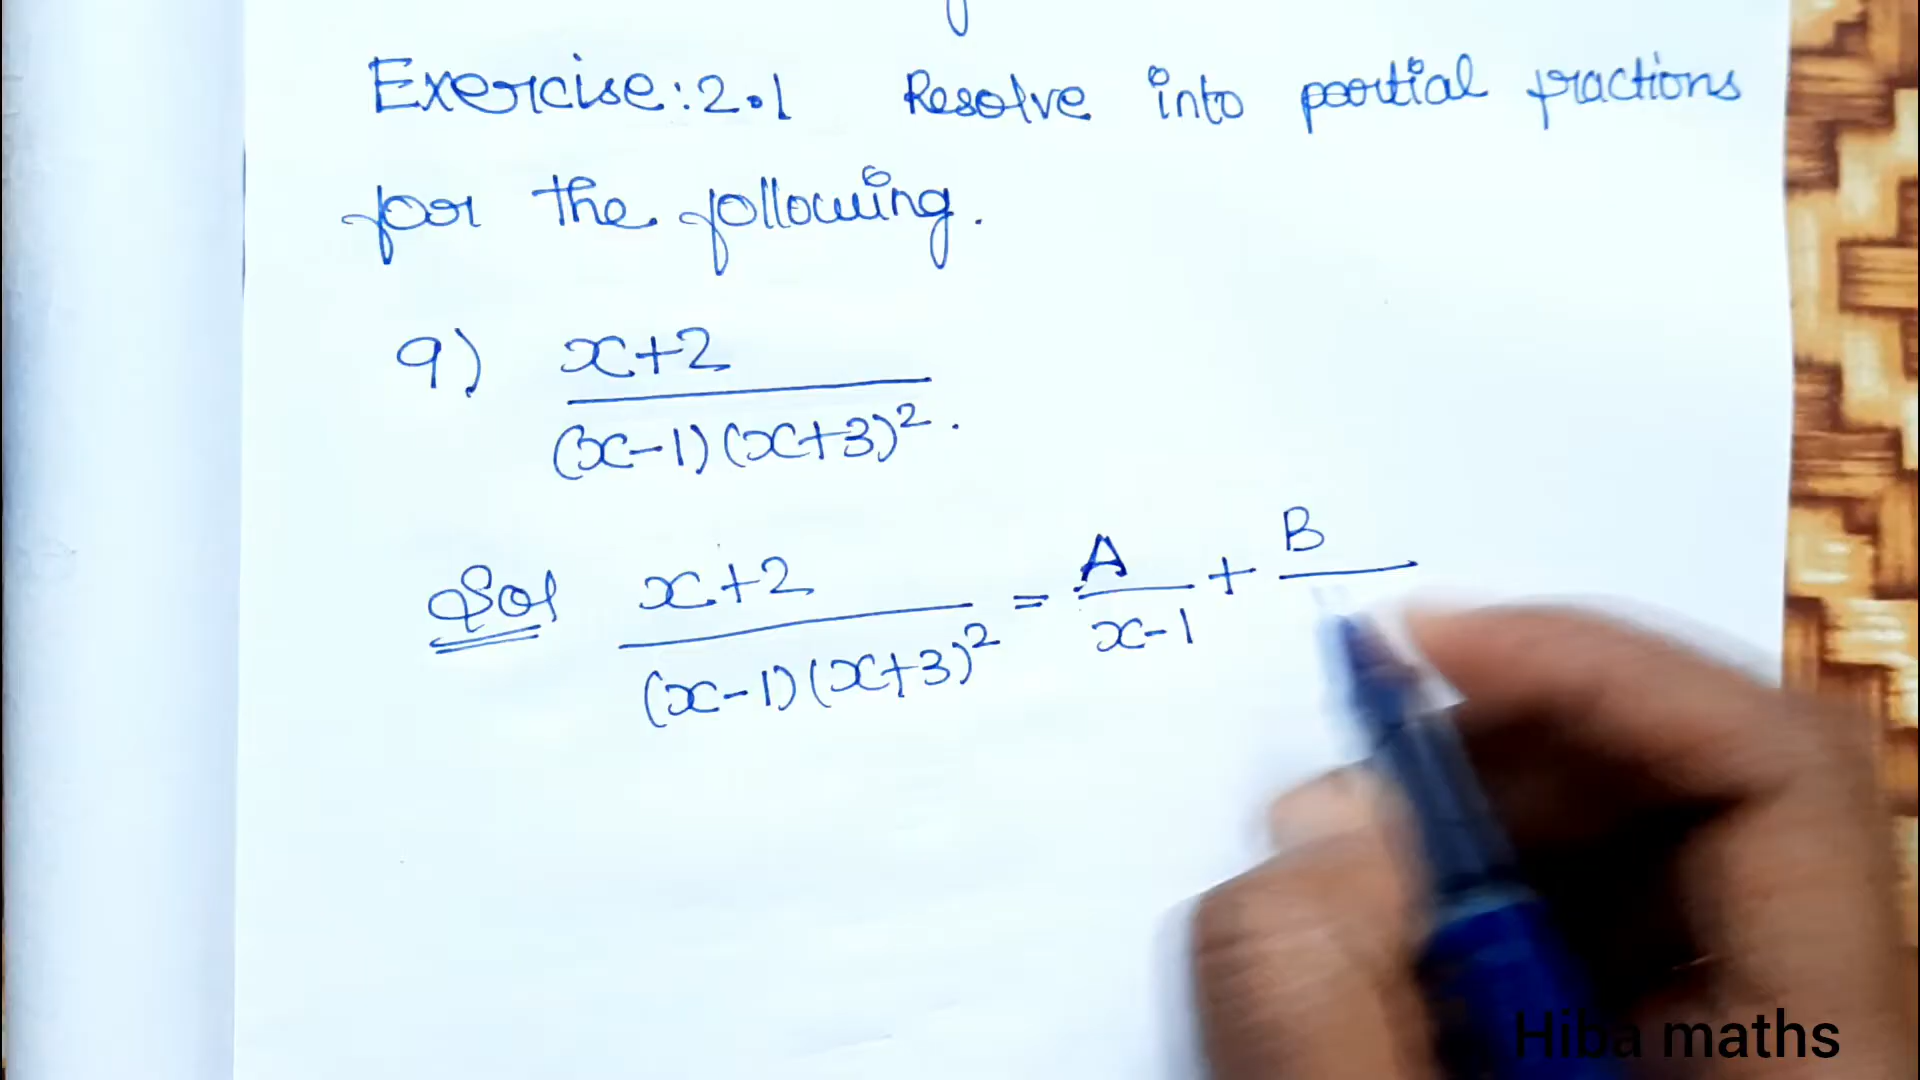 Exercise: 2.1 Resolve into partial fractions
for the following.
9) x+2
(x-1)(x+3)².
Sol x+2 = A + B
(x-1)(x+3)² x-1
Hiba maths